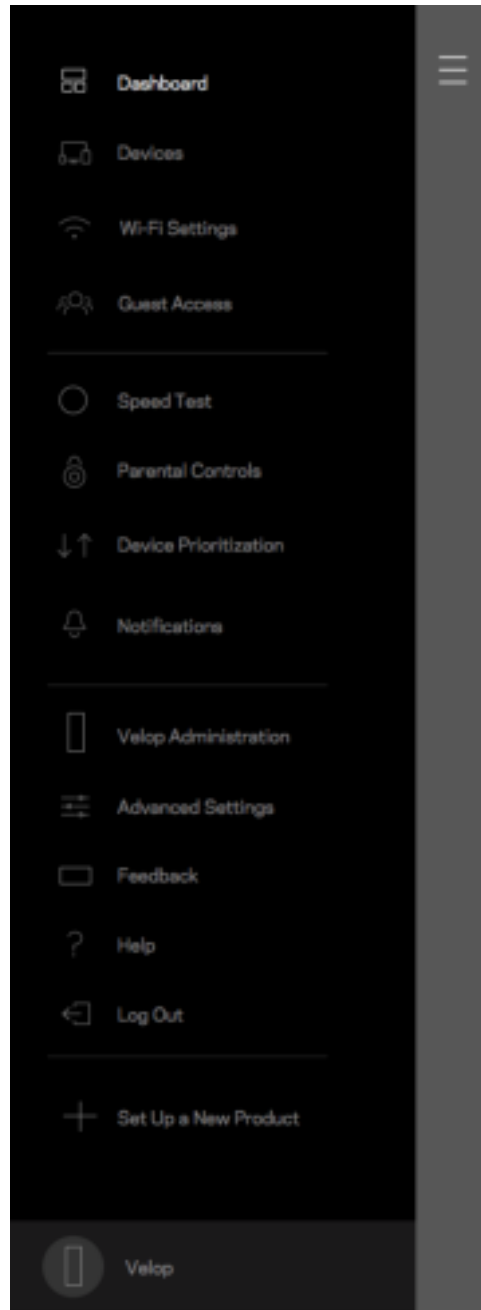 Dashboard
Devices
Wi-Fi Settings
Guest Access
Speed Test
Parental Controls
Device Prioritization
Notifications
Velop Administration
Advanced Settings
Feedback
Help
Log Out
Set Up a New Product
Velop